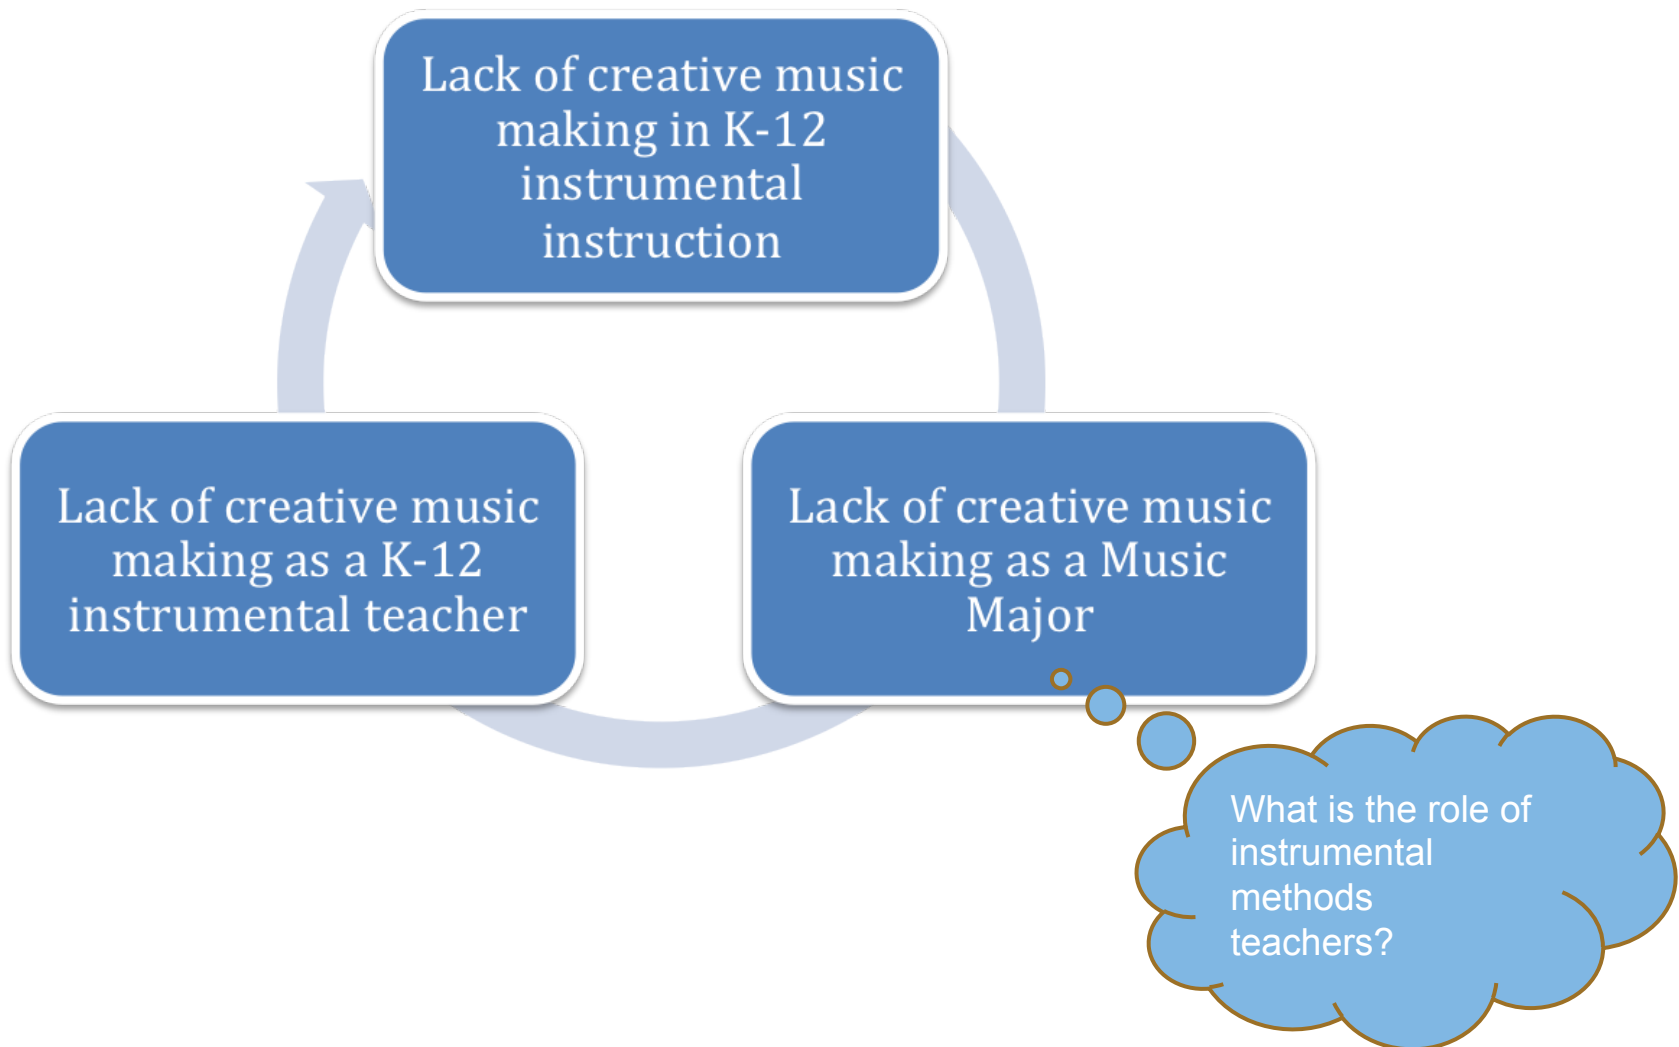 Lack of creative music
making in K-12
instrumental
instruction
Lack of creative music
making as a K-12
instrumental teacher
Lack of creative music
making as a Music
Major
What is the role of
instrumental
methods
teachers?